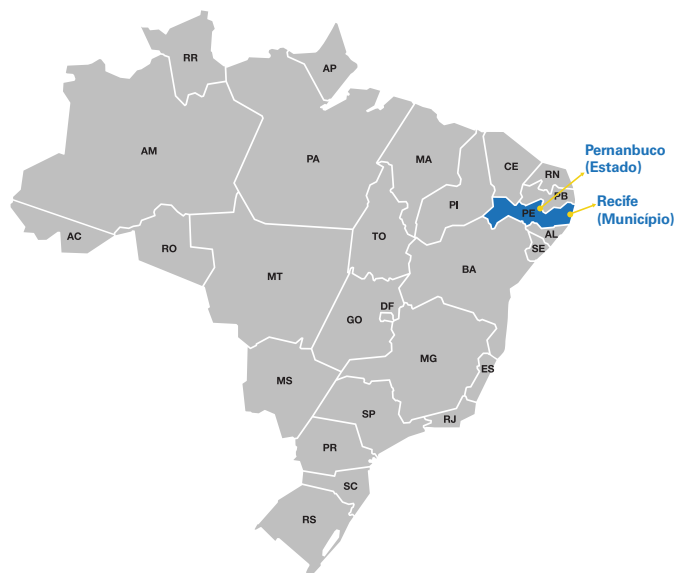 RR
AP
AM
PA
MA
CE
RN
PB
PI
PE
AL
SE
AC
RO
TO
BA
MT
DF
GO
MG
ES
MS
SP
RJ
PR
SC
RS
Pernanbuco
(Estado)
Recife
(Município)